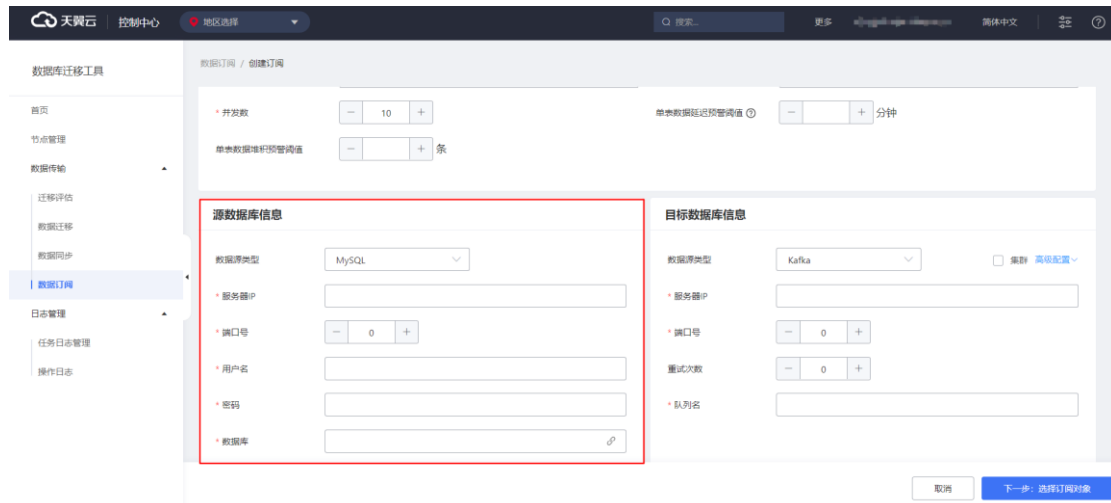 天翼云 控制中心 地区选择 搜索... 更多 简体中文
数据库迁移工具
数据订阅 / 创建订阅
首页
节点管理
数据传输
迁移评估
数据迁移
数据同步
数据订阅
日志管理
任务日志管理
操作日志
* 并发数 − 10 + 单表数据延迟预警阈值 ? − + 分钟
单表数据堆积预警阈值 − + 条
源数据库信息
数据源类型 MySQL
* 服务器IP
* 端口号 − 0 +
* 用户名
* 密码
* 数据库
目标数据库信息
数据源类型 Kafka 集群 高级配置
* 服务器IP
* 端口号 − 0 +
重试次数 − 0 +
* 队列名
取消 下一步：选择订阅对象